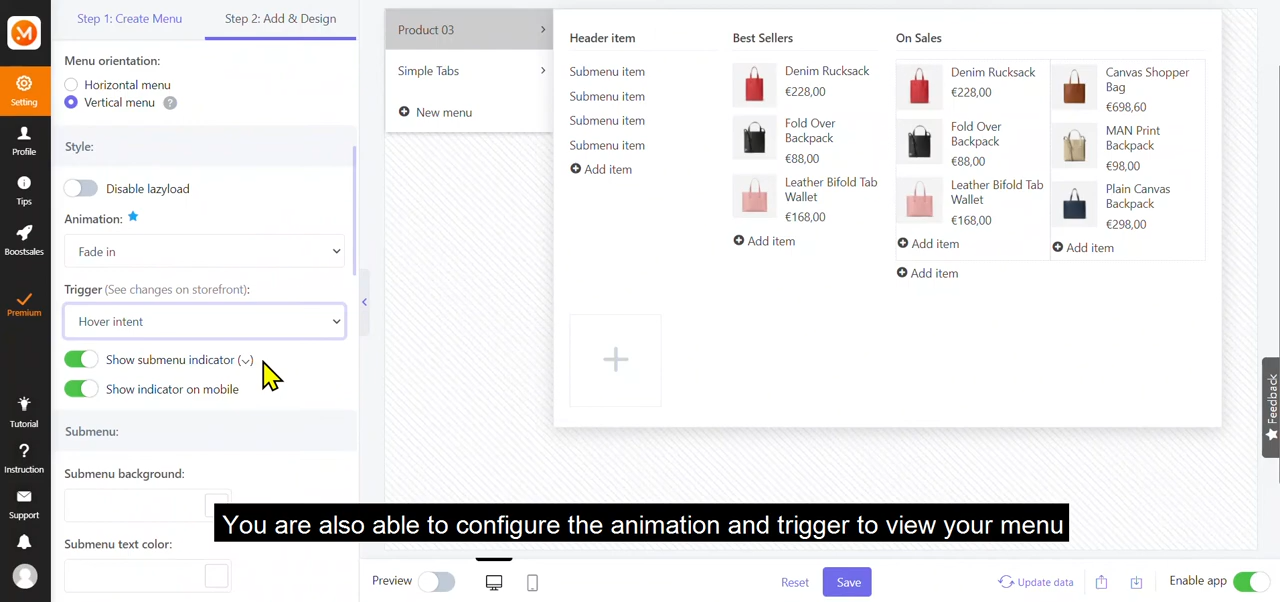 Setting
Profile
Tips
Boostsales
Premium
Tutorial
Instruction
Support
Step 1: Create Menu
Step 2: Add & Design
Menu orientation:
Horizontal menu
Vertical menu ?
Style:
Disable lazyload
Animation:
Fade in
Trigger (See changes on storefront):
Hover intent
Show submenu indicator ( )
Show indicator on mobile
Submenu:
Submenu background:
Submenu text color:
Product 03
Simple Tabs
New menu
Header item
Submenu item
Submenu item
Submenu item
Submenu item
Add item
Best Sellers
Denim Rucksack
€228,00
Fold Over
Backpack
€88,00
Leather Bifold Tab
Wallet
€168,00
Add item
On Sales
Denim Rucksack
€228,00
Fold Over
Backpack
€88,00
Leather Bifold Tab
Wallet
€168,00
Add item
Canvas Shopper
Bag
€698,60
MAN Print
Backpack
€98,00
Plain Canvas
Backpack
€298,00
Add item
Add item
Feedback
You are also able to configure the animation and trigger to view your menu
Preview
Reset
Save
Update data
Enable app